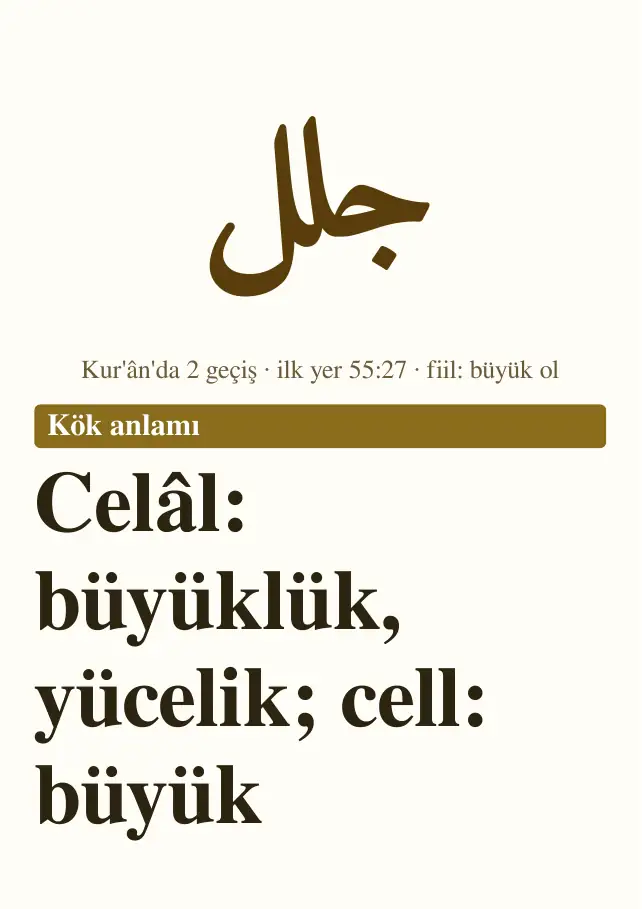 جلل
Kur'ân'da 2 geçiş · ilk yer 55:27 · fiil: büyük ol
Kök anlamı
Celâl:
büyüklük,
yücelik; cell:
büyük